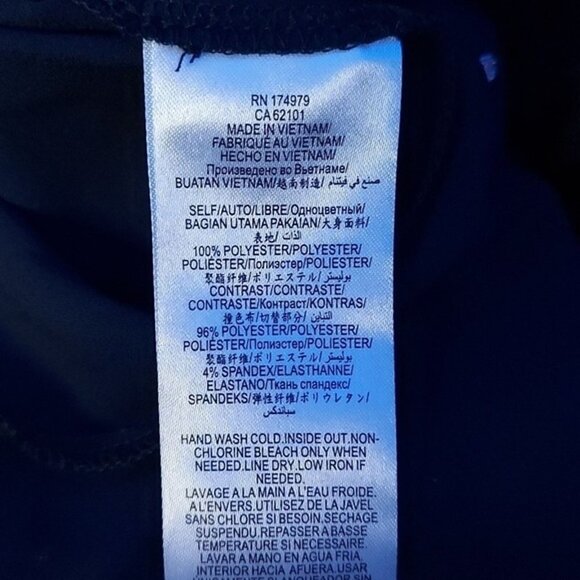 RN 174979
CA 62101
MADE IN VIETNAM/
FABRIQUÉ AU VIETNAM/
HECHO EN VIETNAM/
Произведено во Вьетнаме/
BUATAN VIETNAM/越南制造/ صنع في فيتنام
SELF/AUTO/LIBRE/Одноцветный/
BAGIAN UTAMA PAKAIAN/大身面料/
表地/ الذات/
100% POLYESTER/POLYESTER/
POLIÉSTER/Полиэстер/POLYESTER/
聚酯纤维/ポリエステル/ بوليستر
CONTRAST/CONTRASTE/
CONTRASTE/Контраст/KONTRAS/
撞色布/切替部分/ التباين
96% POLYESTER/POLYESTER/
POLIÉSTER/Полиэстер/POLYESTER/
聚酯纤维/ポリエステル/ بوليستر
4% SPANDEX/ELASTHANNE/
ELASTANO/Ткань спандекс/
SPANDEKS/弹性纤维/ポリウレタン/
سباندكس
HAND WASH COLD.INSIDE OUT.NON-
CHLORINE BLEACH ONLY WHEN
NEEDED.LINE DRY.LOW IRON IF
NEEDED.
LAVAGE A LA MAIN A L'EAU FROIDE.
A L'ENVERS.UTILISEZ DE LA JAVEL
SANS CHLORE SI BESOIN.SECHAGE
SUSPENDU.REPASSER A BASSE
TEMPERATURE SI NECESSAIRE.
LAVAR A MANO EN AGUA FRIA.
INTERIOR HACIA AFUERA.USAR